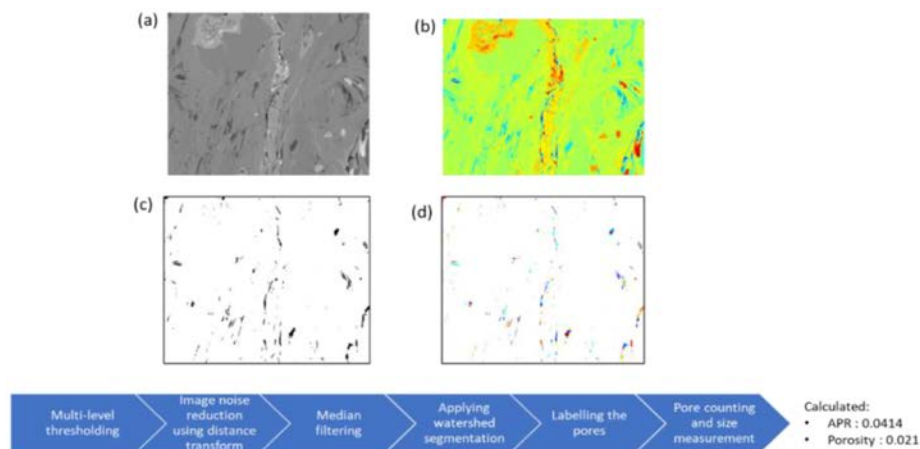 (a)
(b)
(c)
(d)
Multi-level
thresholding
Image noise
reduction
using distance
transform
Median
filtering
Applying
watershed
segmentation
Labelling the
pores
Pore counting
and size
measurement
Calculated:
• APR : 0.0414
• Porosity : 0.021